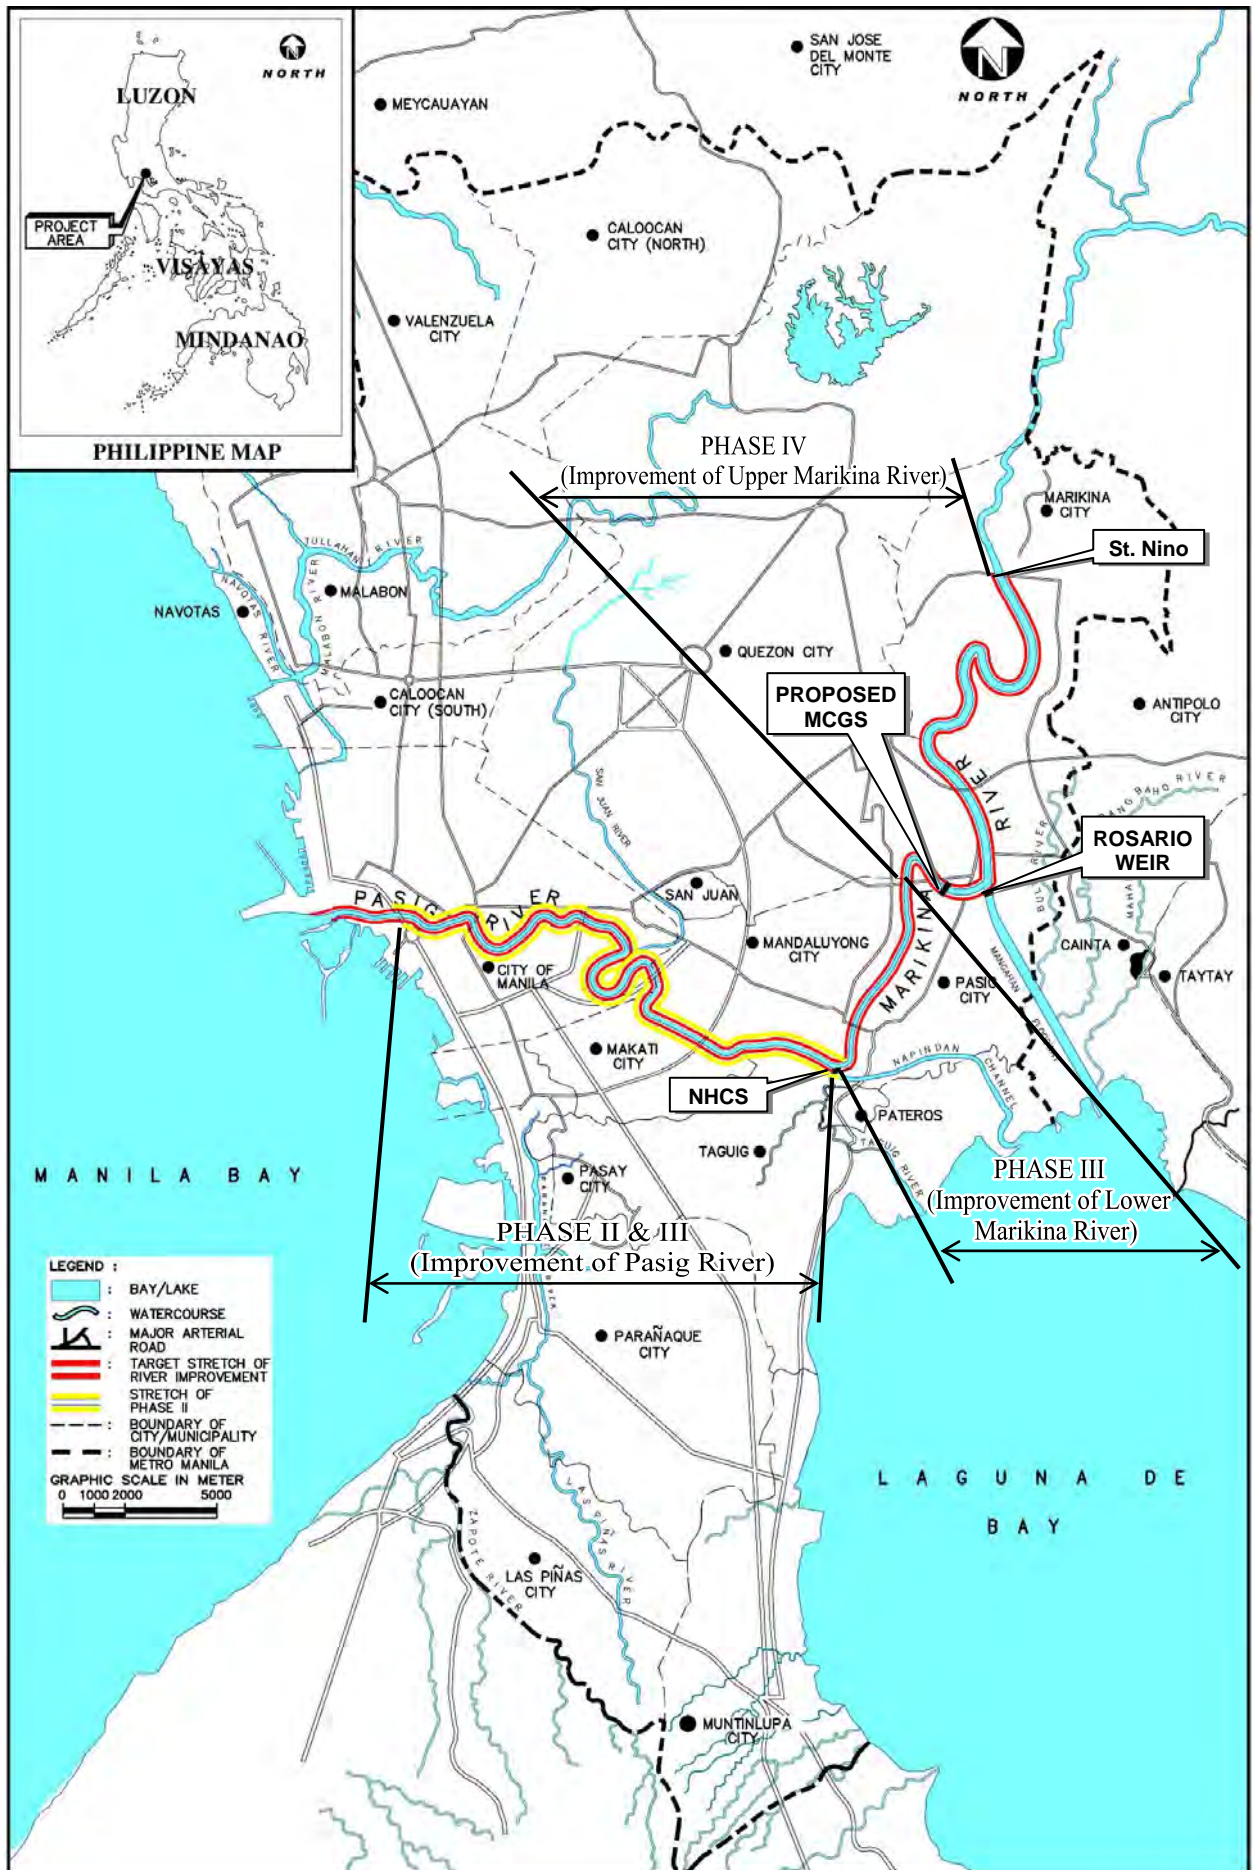 NORTH
LUZON
PROJECT
AREA
VISAYAS
MINDANAO
PHILIPPINE MAP
SAN JOSE
DEL MONTE
CITY
NORTH
MEYCAUAYAN
CALOOCAN
CITY (NORTH)
VALENZUELA
CITY
PHASE IV
(Improvement of Upper Marikina River)
MARIKINA
CITY
St. Nino
TULLAHAN RIVER
MALABON
NAVOTAS
NAVOTAS RIVER
MALABON RIVER
QUEZON CITY
CALOOCAN
CITY (SOUTH)
PROPOSED
MCGS
ANTIPOLO
CITY
SAN JUAN RIVER
MARIKINA RIVER
ROSARIO
WEIR
PASIG RIVER
SAN JUAN
MANDALUYONG
CITY
CITY OF
MANILA
PASIG
CITY
CAINTA
TAYTAY
MANGAHAN
MAKATI
CITY
NAPINDAN CHANNEL
NHCS
PATEROS
TAGUIG
TAGUIG RIVER
PASAY
CITY
MANILA BAY
PHASE III
(Improvement of Lower
Marikina River)
PHASE II & III
(Improvement of Pasig River)
LEGEND :
: BAY/LAKE
: WATERCOURSE
: MAJOR ARTERIAL
ROAD
: TARGET STRETCH OF
RIVER IMPROVEMENT
: STRETCH OF
PHASE II
: BOUNDARY OF
CITY/MUNICIPALITY
: BOUNDARY OF
METRO MANILA
GRAPHIC SCALE IN METER
0 1000 2000 5000
PARAÑAQUE
CITY
LAGUNA DE
BAY
LAS PIÑAS RIVER
ZAPOTE RIVER
LAS PIÑAS
CITY
MUNTINLUPA
CITY